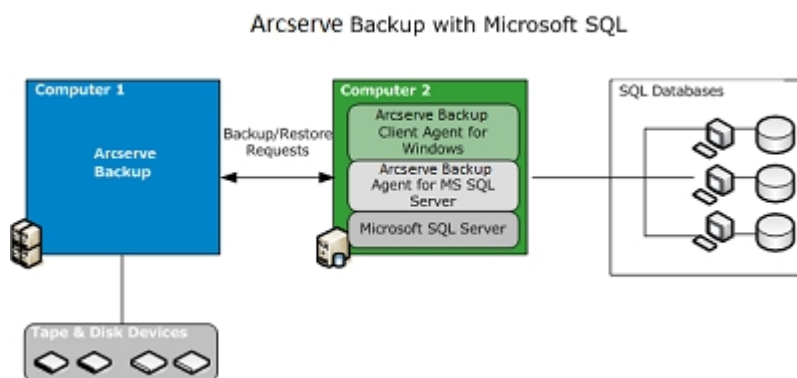 Arcserve Backup with Microsoft SQL
Computer 1
Arcserve
Backup
Backup/Restore
Requests
Computer 2
Arcserve Backup
Client Agent for
Windows
Arcserve Backup
Agent for MS SQL
Server
Microsoft SQL Server
SQL Databases
Tape & Disk Devices